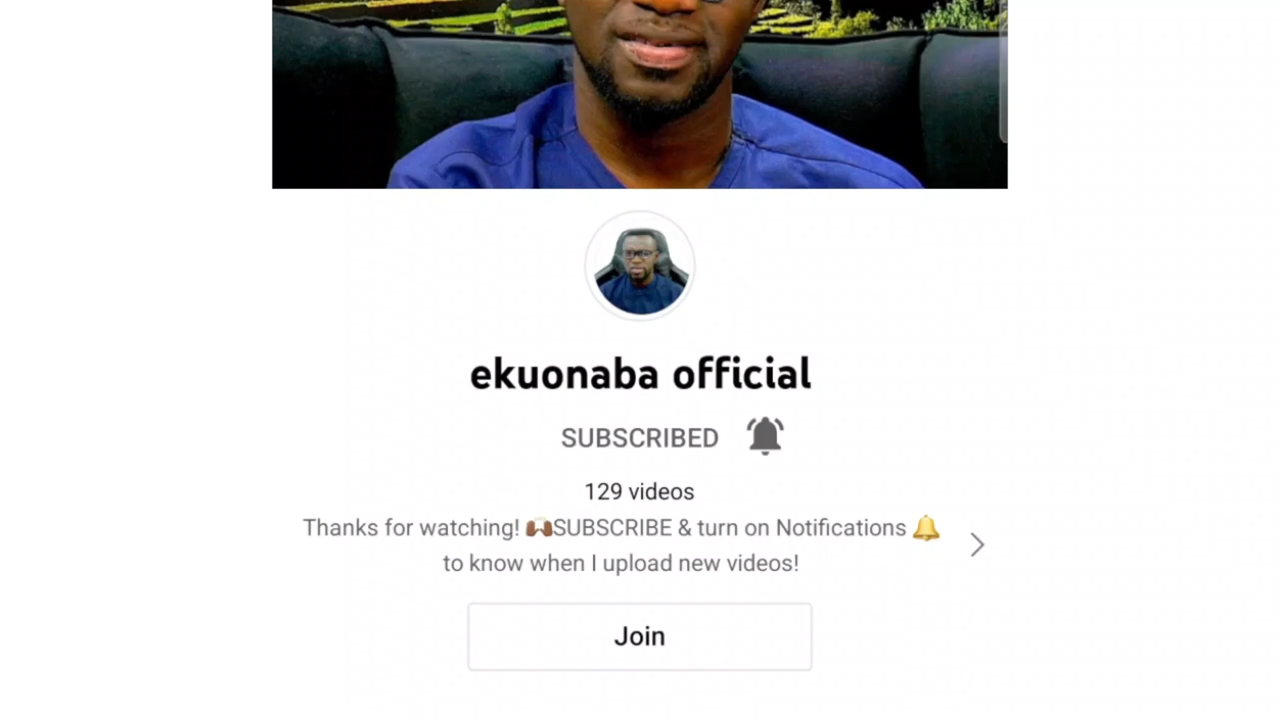 ekuonaba official
SUBSCRIBED
129 videos
Thanks for watching! 🙌🏾SUBSCRIBE & turn on Notifications 🔔
to know when I upload new videos!
Join